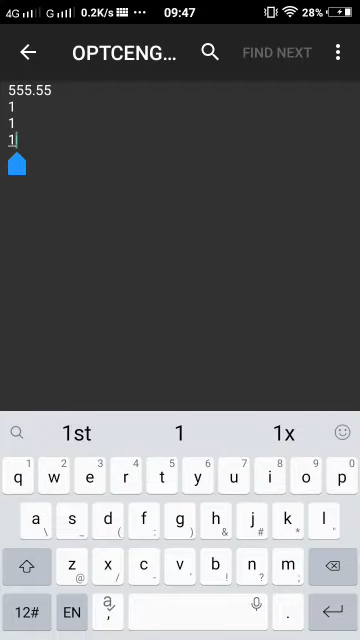 4G G 0.2K/s ... 09:47 28%
OPTCENG... FIND NEXT
555.55
1
1
1
1st 1 1x
q 1 w 2 e 3 r 4 t 5 y 6 u 7 i 8 o 9 p 0
a \ s _ d ( f : g ) h & j # k * l "
z @ x / c - v ' b ! n ? m ;
12# EN a , .